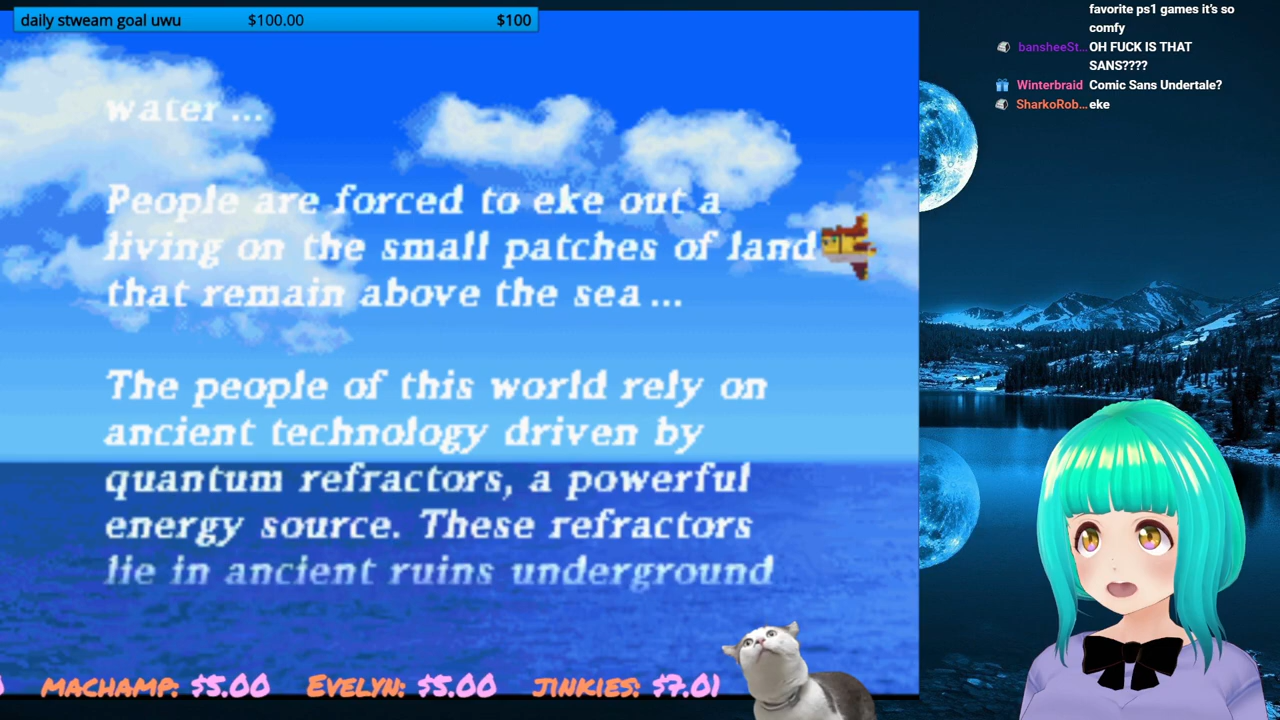 daily stweam goal uwu $100.00 $100
water ...
People are forced to eke out a
living on the small patches of land
that remain above the sea ...
The people of this world rely on
ancient technology driven by
quantum refractors, a powerful
energy source. These refractors
lie in ancient ruins underground
MACHAMP: $5.00 EVELYN: $5.00 JINKIES: $7.01
favorite ps1 games it's so
comfy
bansheeSt... OH FUCK IS THAT
SANS????
Winterbraid Comic Sans Undertale?
SharkoRob... eke